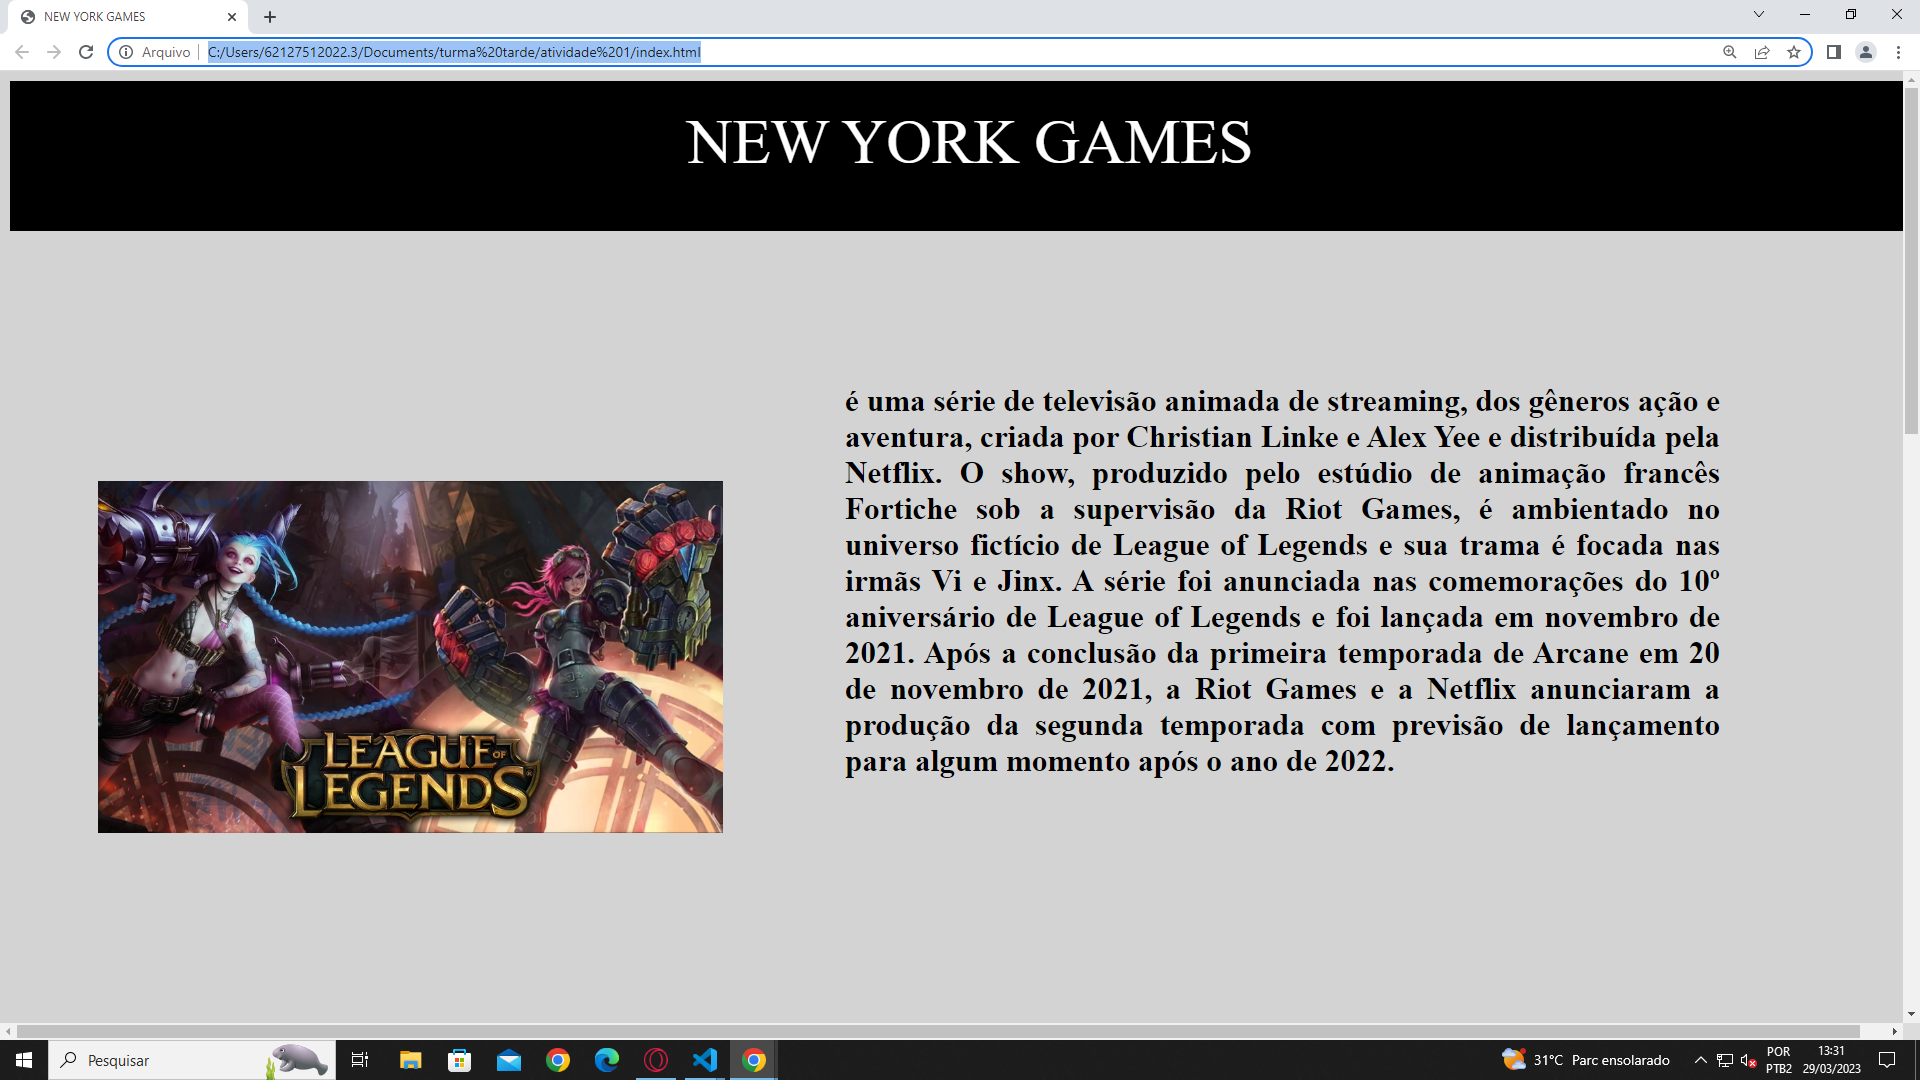 NEW YORK GAMES
Arquivo
C:/Users/62127512022.3/Documents/turma%20tarde/atividade%201/index.html
NEW YORK GAMES
é uma série de televisão animada de streaming, dos gêneros ação e
aventura, criada por Christian Linke e Alex Yee e distribuída pela
Netflix. O show, produzido pelo estúdio de animação francês
Fortiche sob a supervisão da Riot Games, é ambientado no
universo fictício de League of Legends e sua trama é focada nas
irmãs Vi e Jinx. A série foi anunciada nas comemorações do 10º
aniversário de League of Legends e foi lançada em novembro de
2021. Após a conclusão da primeira temporada de Arcane em 20
de novembro de 2021, a Riot Games e a Netflix anunciaram a
produção da segunda temporada com previsão de lançamento
para algum momento após o ano de 2022.
LEAGUE OF
LEGENDS
Pesquisar
31°C Parc ensolarado
POR
PTB2
13:31
29/03/2023